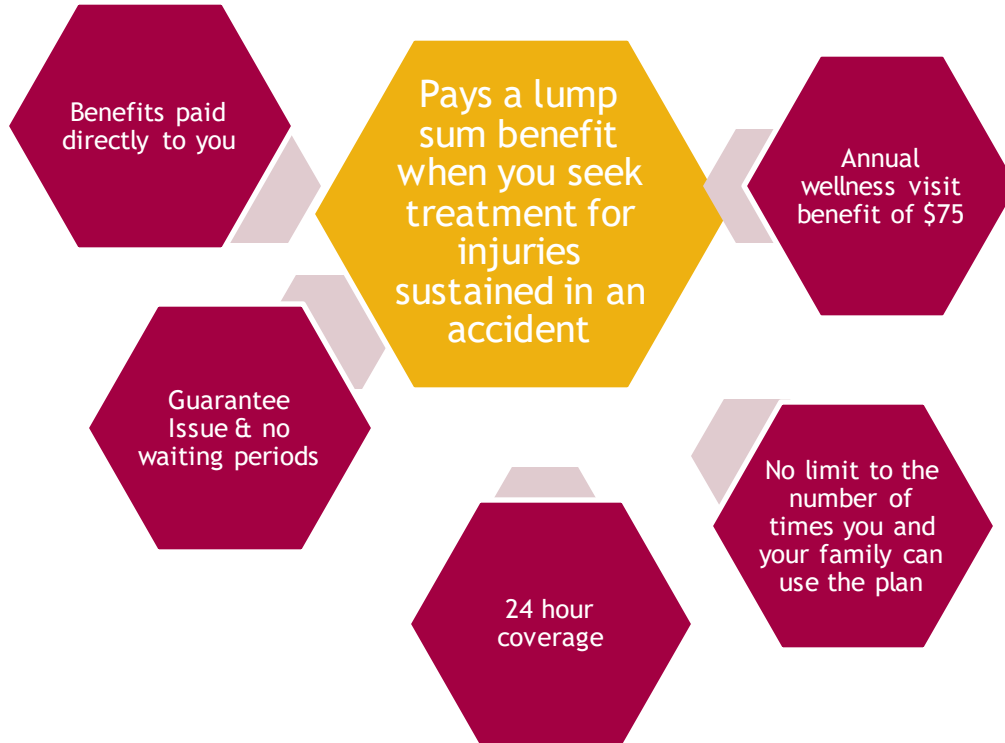 Benefits paid
directly to you
Pays a lump
sum benefit
when you seek
treatment for
injuries
sustained in an
accident
Annual
wellness visit
benefit of $75
Guarantee
Issue & no
waiting periods
No limit to the
number of
times you and
your family can
use the plan
24 hour
coverage